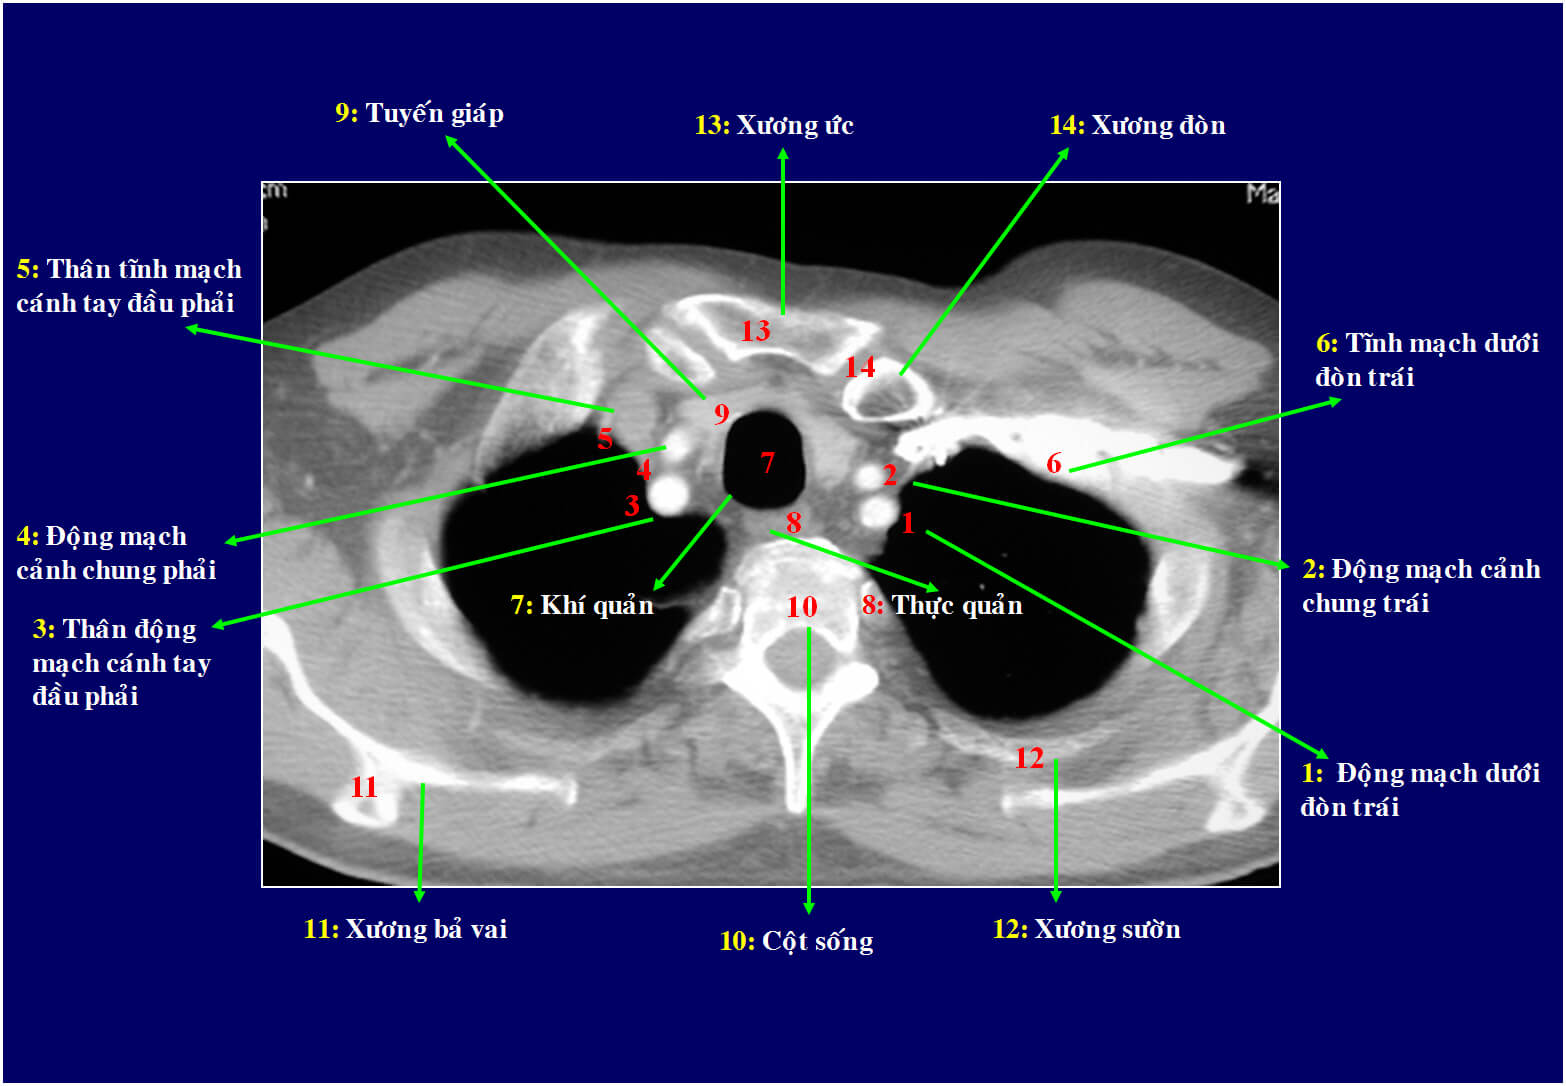 9: Tuyến giáp
13: Xương ức
14: Xương đòn
cm
Ma
5: Thân tĩnh mạch
cánh tay đầu phải
6: Tĩnh mạch dưới
đòn trái
13
14
9
5
4
7
2
6
3
8
1
4: Động mạch
cảnh chung phải
2: Động mạch cảnh
chung trái
7: Khí quản
10
8: Thực quản
3: Thân động
mạch cánh tay
đầu phải
12
11
1: Động mạch dưới
đòn trái
11: Xương bả vai
10: Cột sống
12: Xương sườn